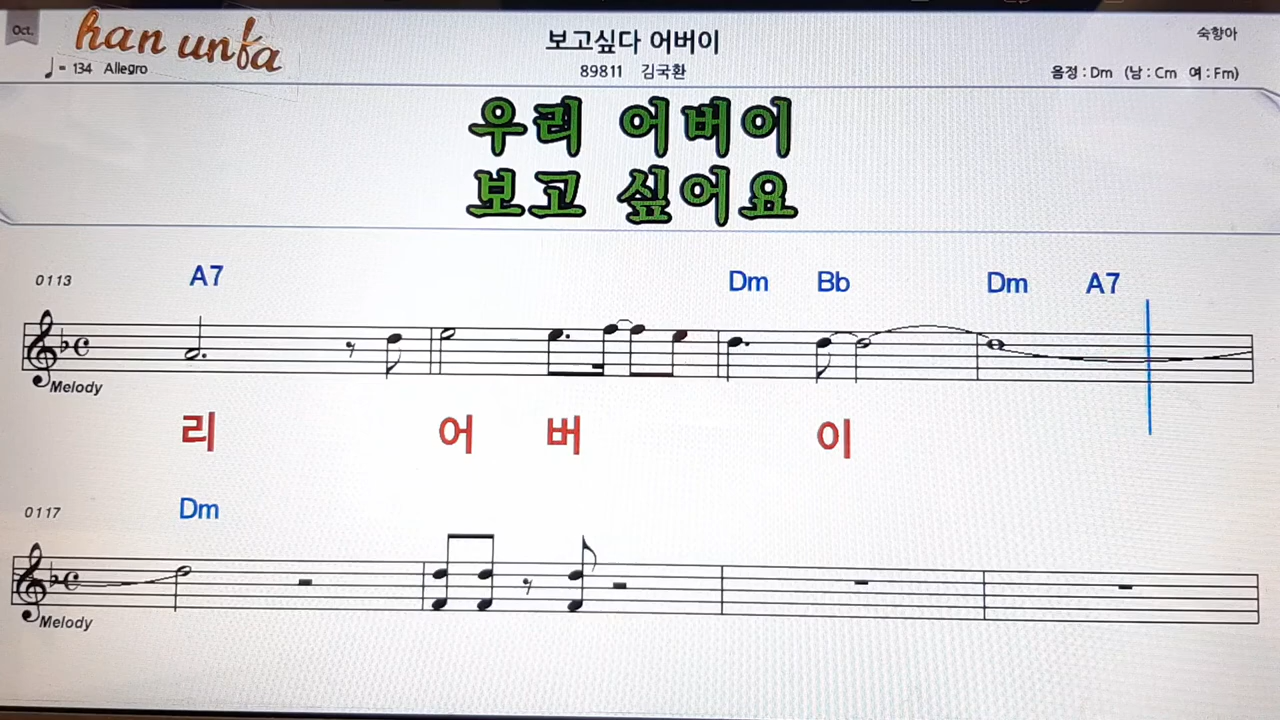 Oct.
han unfa
보고싶다 어버이
숙향아
♩= 134 Allegro
89811 김국환
음정 : Dm (남 : Cm 여 : Fm)
우리 어버이
보고 싶어요
0113 A7 Dm Bb Dm A7
Melody
리 어 버 이
0117 Dm
Melody